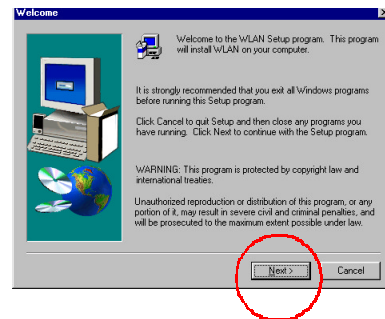 Welcome
Welcome to the WLAN Setup program. This program
will install WLAN on your computer.
It is strongly recommended that you exit all Windows programs
before running this Setup program.
Click Cancel to quit Setup and then close any programs you
have running. Click Next to continue with the Setup program.
WARNING: This program is protected by copyright law and
international treaties.
Unauthorized reproduction or distribution of this program, or any
portion of it, may result in severe civil and criminal penalties, and
will be prosecuted to the maximum extent possible under law.
Next > Cancel